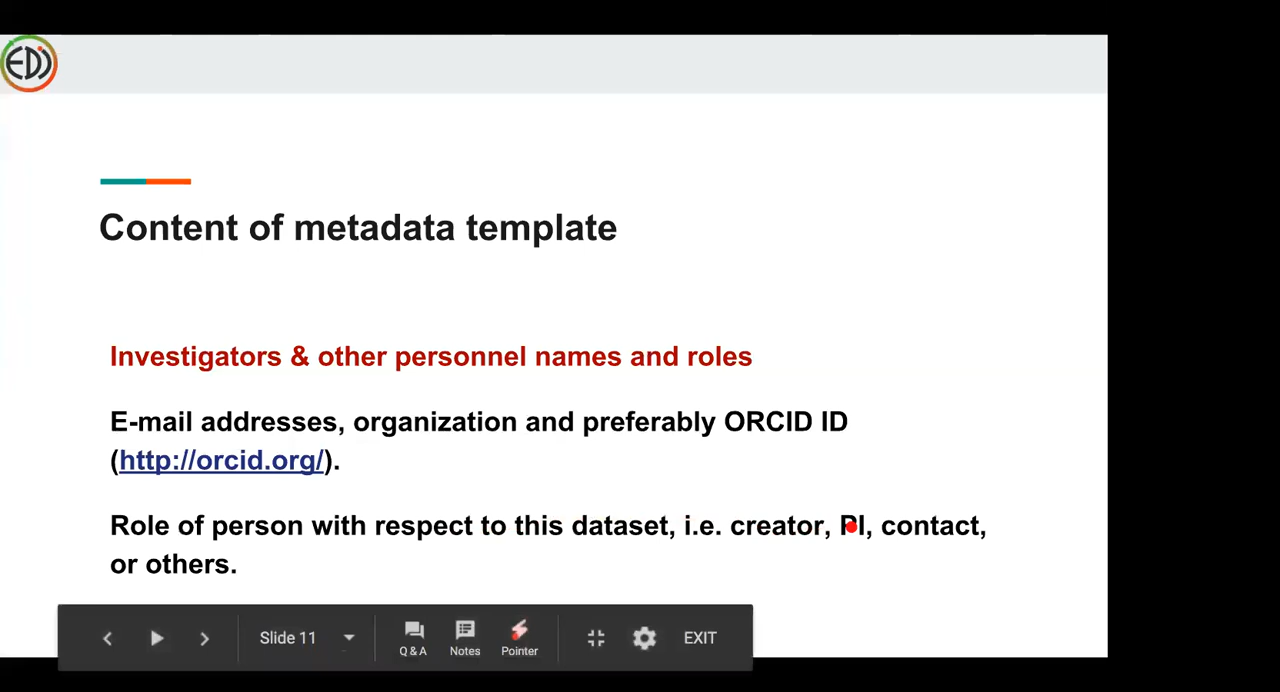 EDI
Content of metadata template
Investigators & other personnel names and roles
E-mail addresses, organization and preferably ORCID ID
(http://orcid.org/).
Role of person with respect to this dataset, i.e. creator, PI, contact,
or others.
Slide 11
Q & A
Notes
Pointer
EXIT